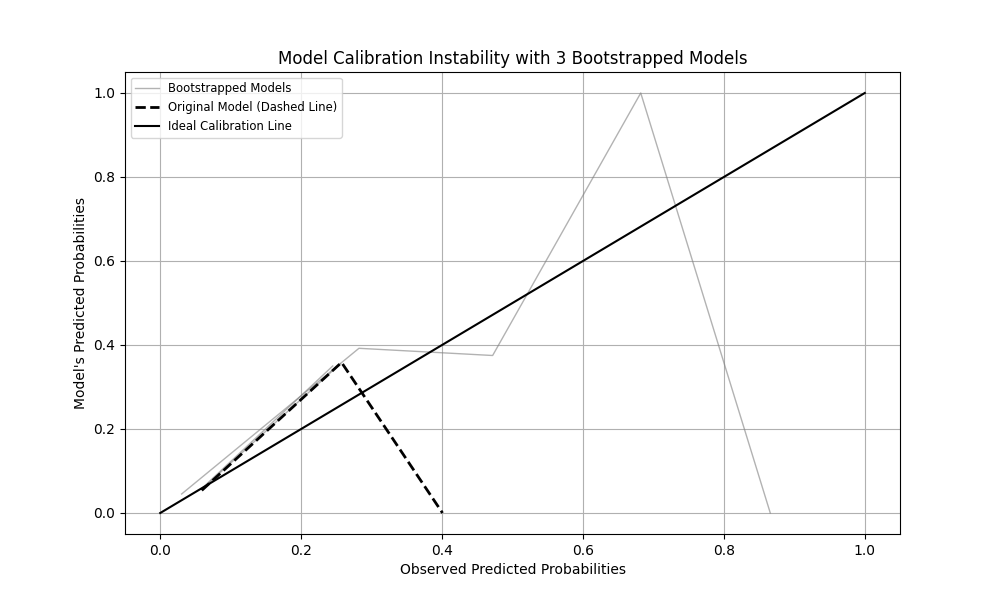 Model Calibration Instability with 3 Bootstrapped Models
Bootstrapped Models
Original Model (Dashed Line)
Ideal Calibration Line
1.0
0.8
0.6
0.4
0.2
0.0
Model's Predicted Probabilities
0.0 0.2 0.4 0.6 0.8 1.0
Observed Predicted Probabilities